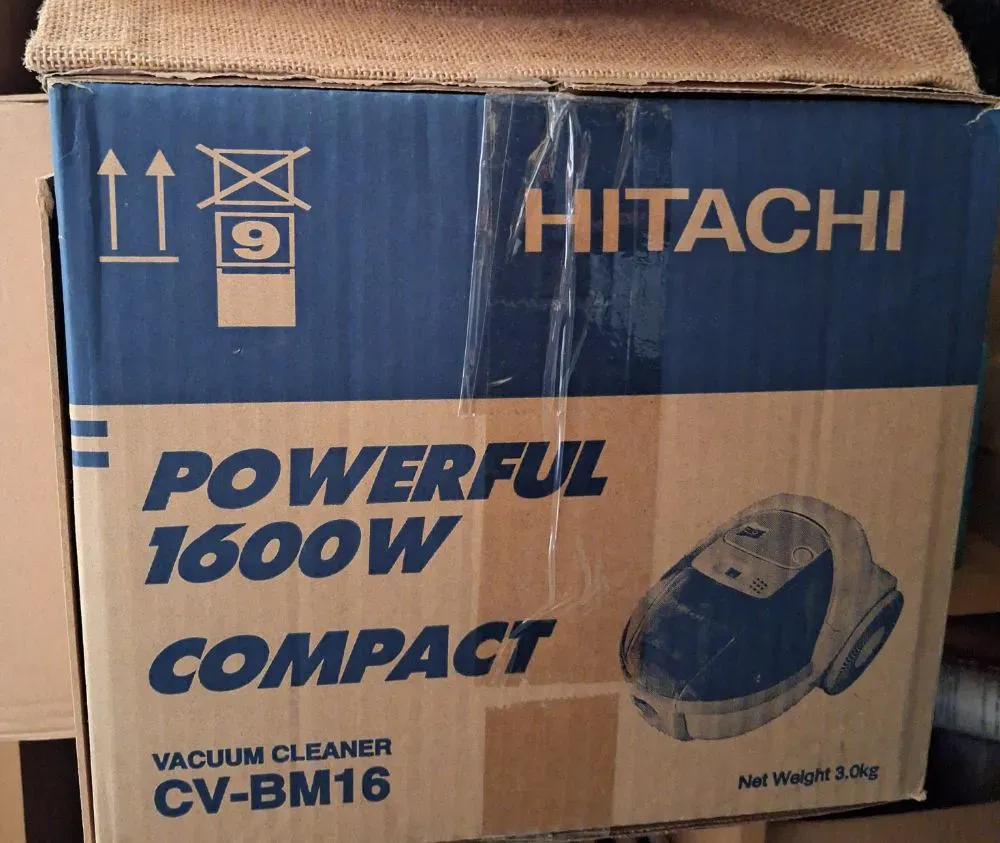 HITACHI
9
POWERFUL
1600W
COMPACT
VACUUM CLEANER
CV-BM16
Net Weight 3.0kg